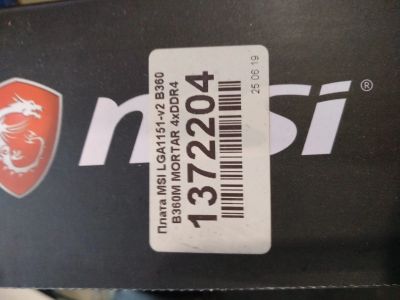 msi®
Плата MSI LGA1151-v2 B360
B360M MORTAR 4xDDR4
1372204
25 06 19